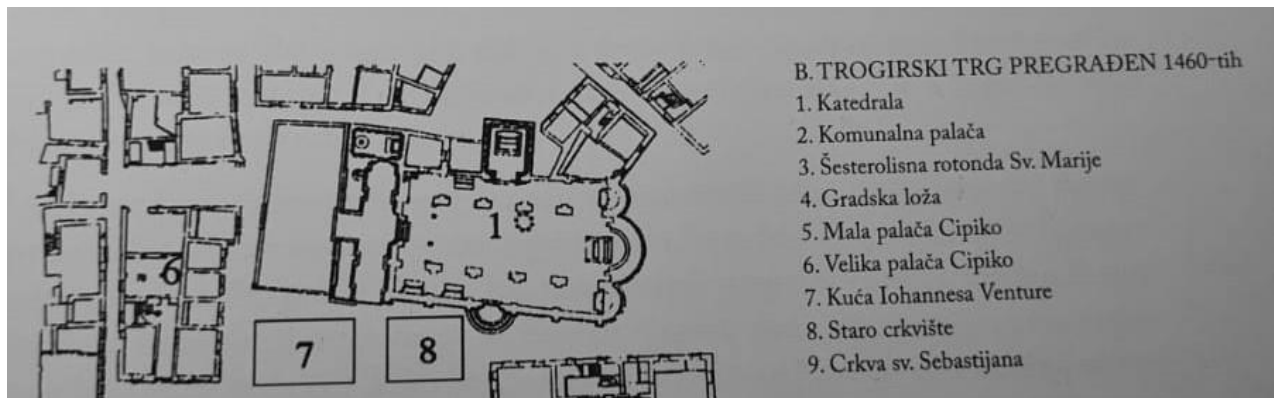 B. TROGIRSKI TRG PREGRAĐEN 1460-tih
1. Katedrala
2. Komunalna palača
3. Šesterolisna rotonda Sv. Marije
4. Gradska loža
5. Mala palača Cipiko
6. Velika palača Cipiko
7. Kuća Iohannesa Venture
8. Staro crkvište
9. Crkva sv. Sebastijana
1
6
7
8